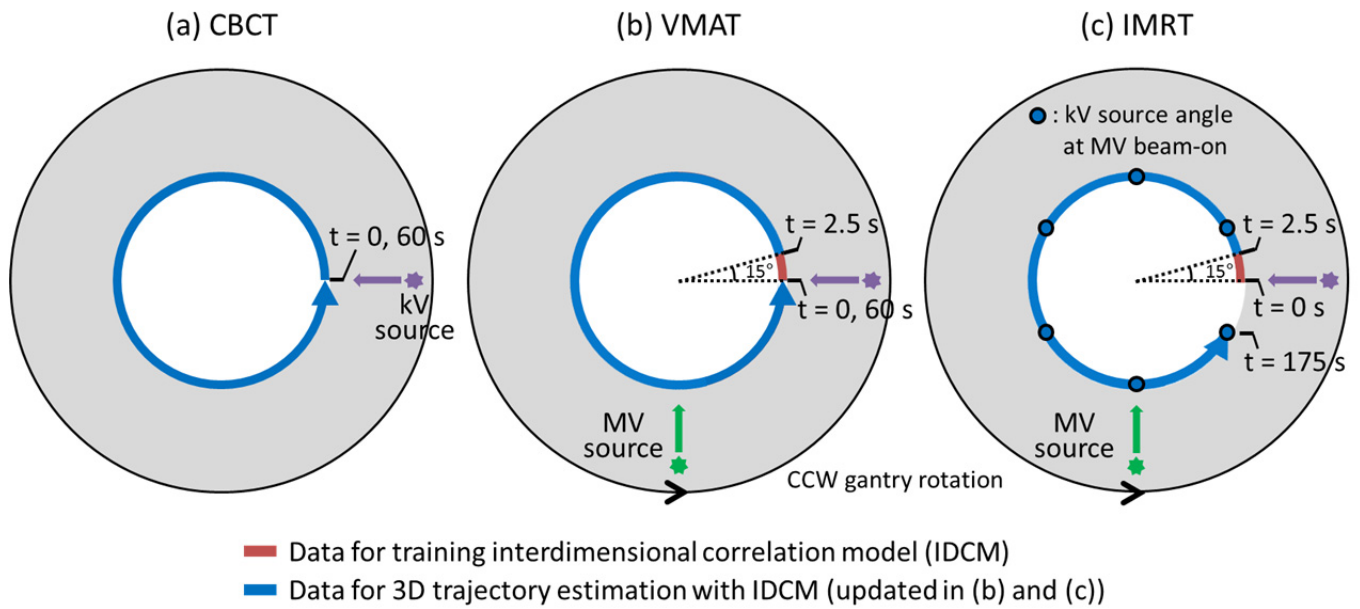 (a) CBCT
(b) VMAT
(c) IMRT
t = 0, 60 s
kV
source
t = 2.5 s
15°
t = 0, 60 s
MV
source
CCW gantry rotation
: kV source angle
at MV beam-on
t = 2.5 s
15°
t = 0 s
t = 175 s
MV
source
Data for training interdimensional correlation model (IDCM)
Data for 3D trajectory estimation with IDCM (updated in (b) and (c))